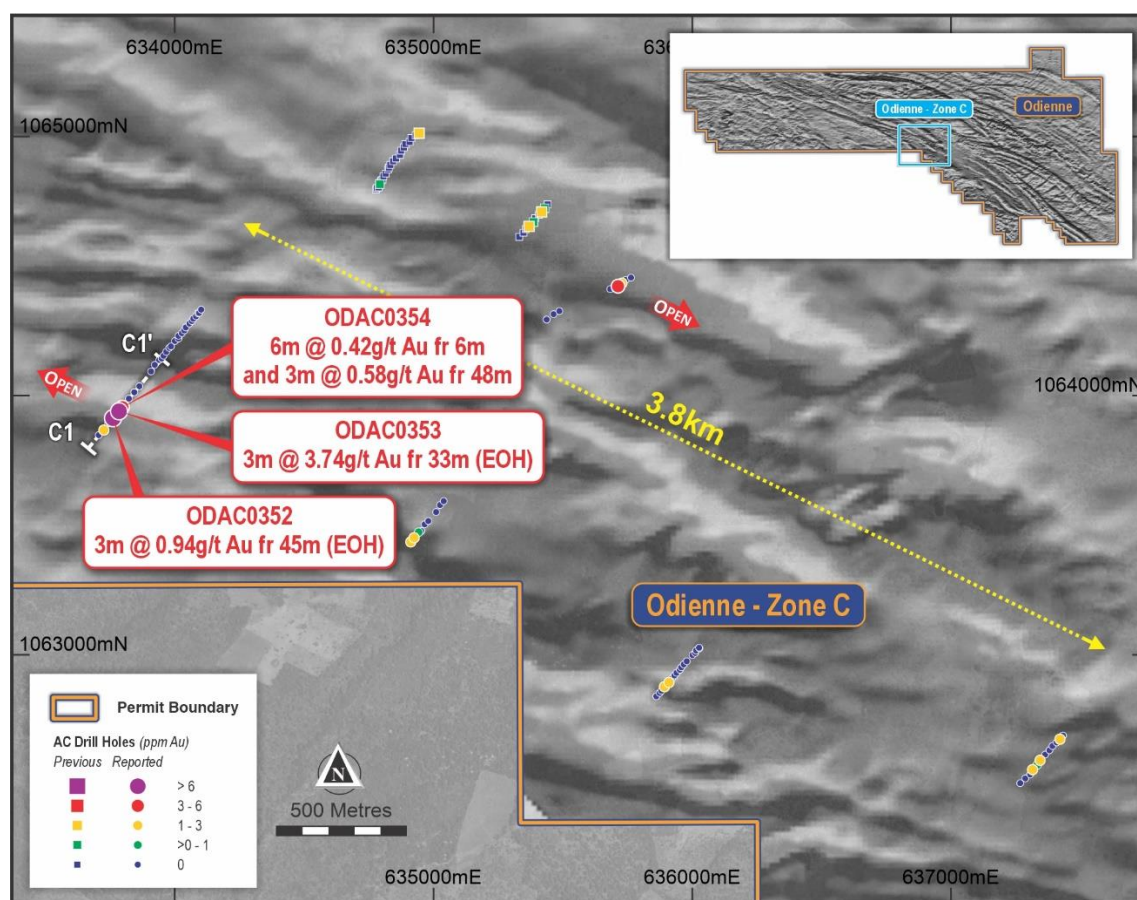 634000mE
635000mE
1065000mN
Odienne - Zone C
Odienne
OPEN
ODAC0354
6m @ 0.42g/t Au fr 6m
and 3m @ 0.58g/t Au fr 48m
C1'
OPEN
1064000mN
3.8km
C1
ODAC0353
3m @ 3.74g/t Au fr 33m (EOH)
ODAC0352
3m @ 0.94g/t Au fr 45m (EOH)
Odienne - Zone C
1063000mN
Permit Boundary
AC Drill Holes (ppm Au)
Previous Reported
> 6
3 - 6
1 - 3
>0 - 1
0
N
500 Metres
635000mE
636000mE
637000mE